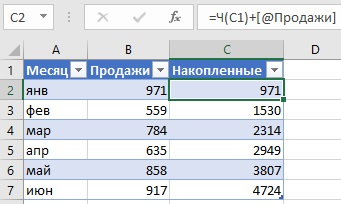 C2 fx =Ч(C1)+[@Продажи]
A B C D
1 Месяц Продажи Накопленные
2 янв 971 971
3 фев 559 1530
4 мар 784 2314
5 апр 635 2949
6 май 858 3807
7 июн 917 4724